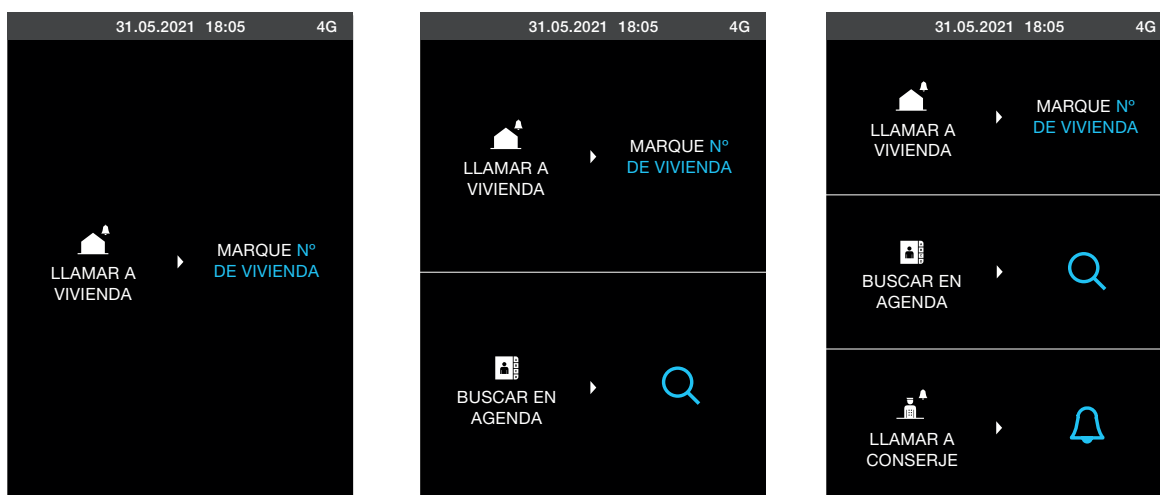 31.05.2021 18:05 4G
LLAMAR A
VIVIENDA
MARQUE Nº
DE VIVIENDA
31.05.2021 18:05 4G
LLAMAR A
VIVIENDA
MARQUE Nº
DE VIVIENDA
BUSCAR EN
AGENDA
31.05.2021 18:05 4G
LLAMAR A
VIVIENDA
MARQUE Nº
DE VIVIENDA
BUSCAR EN
AGENDA
LLAMAR A
CONSERJE